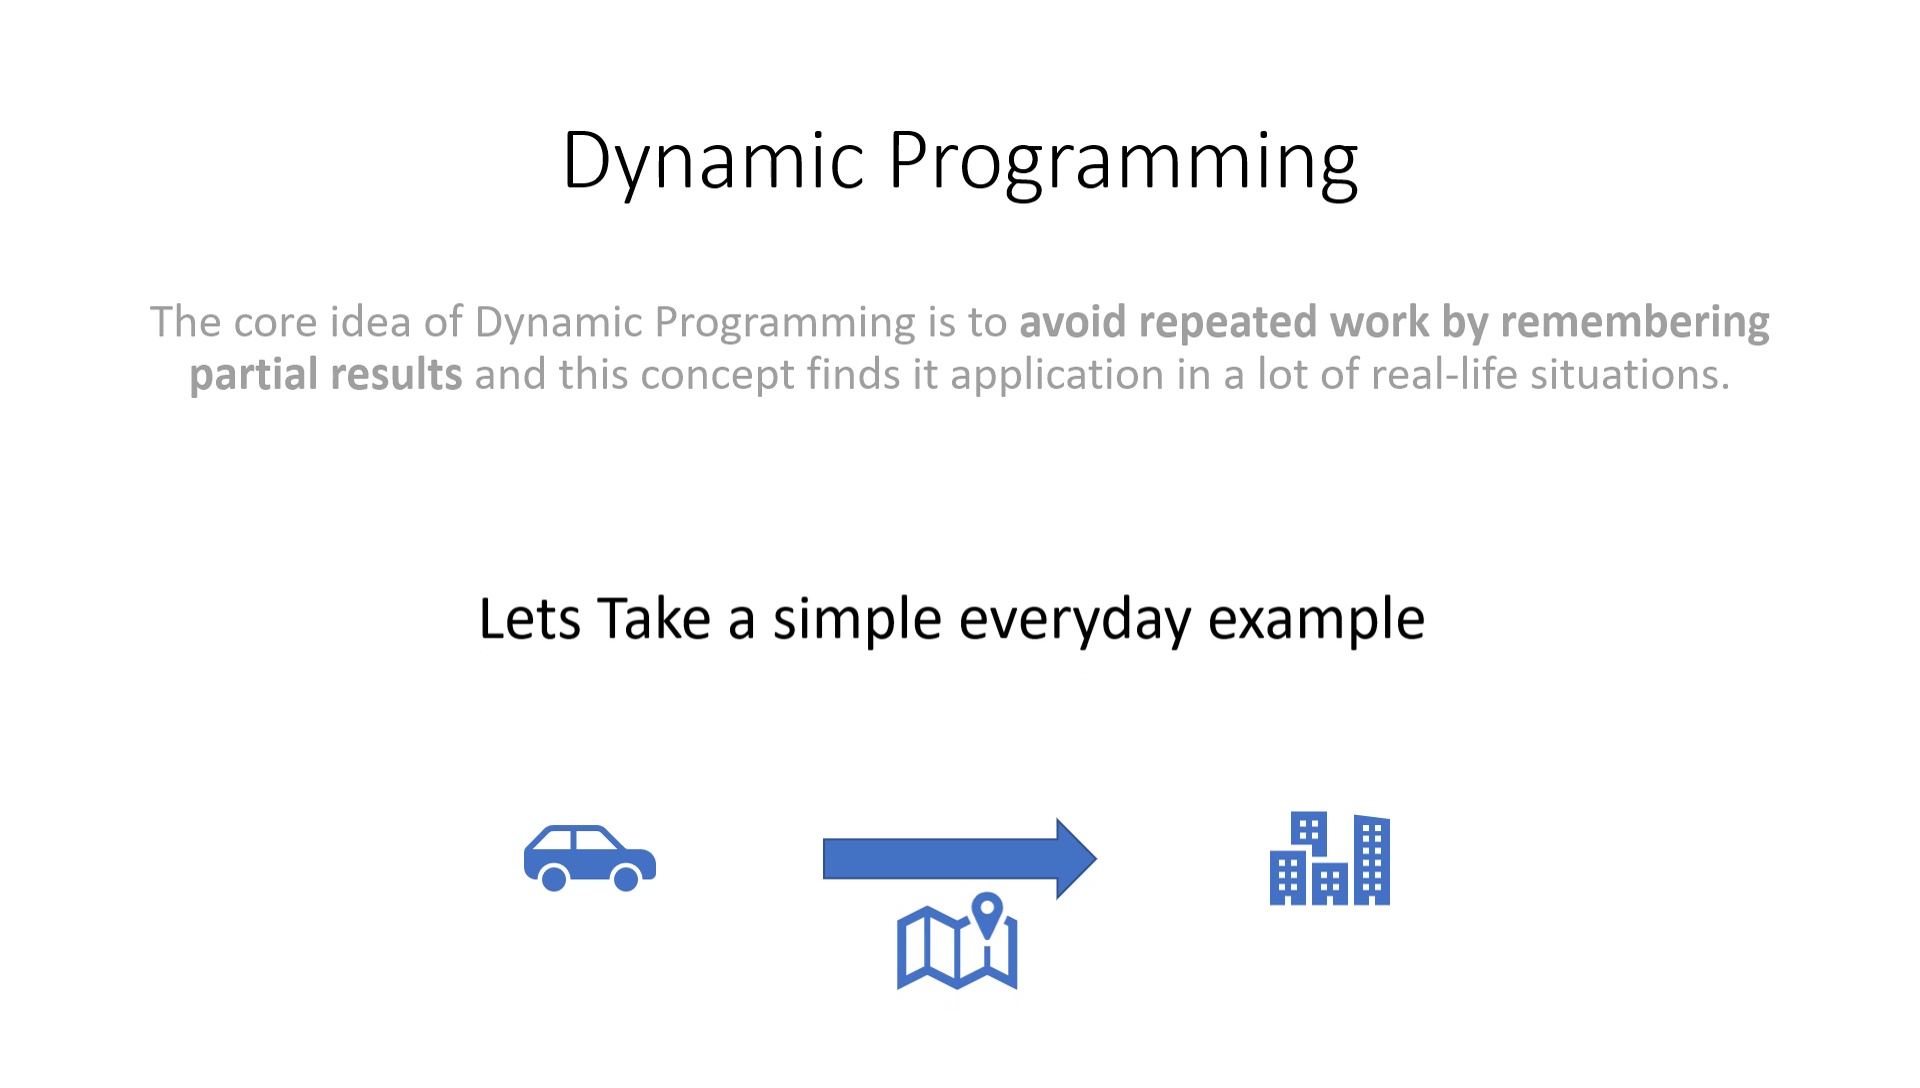 Dynamic Programming
The core idea of Dynamic Programming is to avoid repeated work by remembering
partial results and this concept finds it application in a lot of real-life situations.
Lets Take a simple everyday example